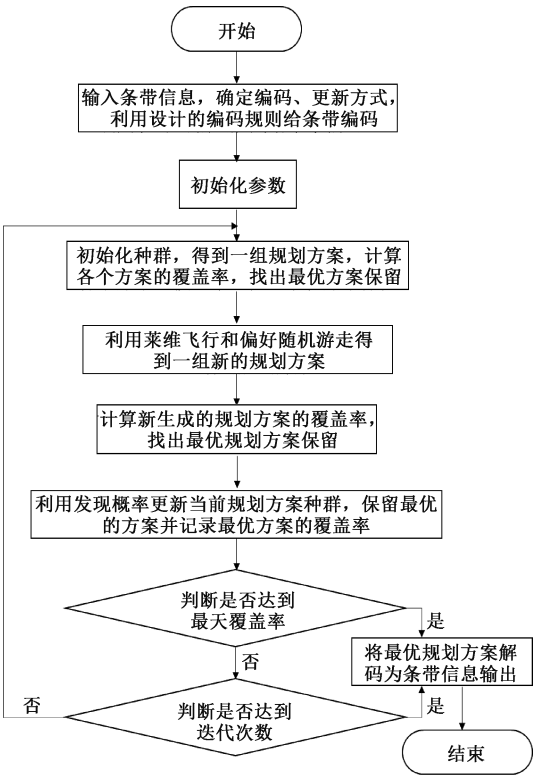 开始
输入条带信息，确定编码、更新方式，
利用设计的编码规则给条带编码
初始化参数
初始化种群，得到一组规划方案，计算
各个方案的覆盖率，找出最优方案保留
利用莱维飞行和偏好随机游走得
到一组新的规划方案
计算新生成的规划方案的覆盖率，
找出最优规划方案保留
利用发现概率更新当前规划方案种群，保留最优
的方案并记录最优方案的覆盖率
判断是否达到
最天覆盖率
是
否
将最优规划方案解
码为条带信息输出
判断是否达到
迭代次数
否
是
结束